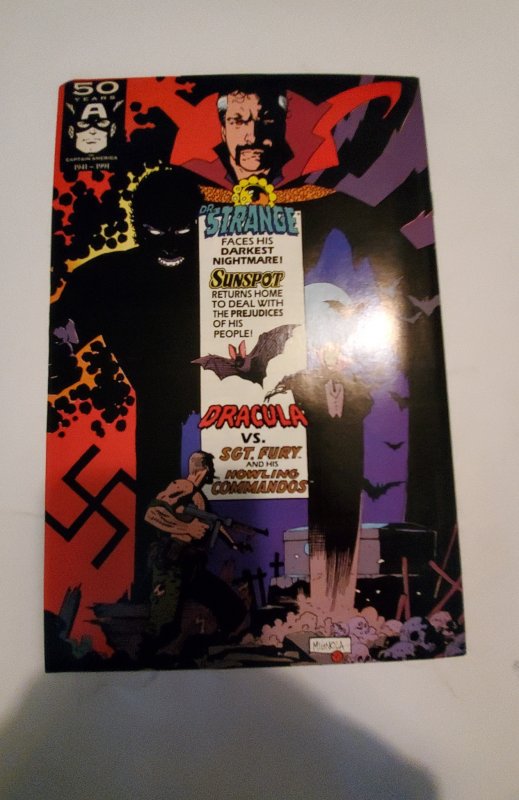 50
YEARS
A
CAPTAIN AMERICA
1941-1991
DR.
STRANGE
FACES HIS
DARKEST
NIGHTMARE!
SUNSPOT
RETURNS HOME
TO DEAL WITH
THE PREJUDICES
OF HIS
PEOPLE!
DRACULA
VS.
SGT. FURY
AND HIS
HOWLING
COMMANDOS
MIGNOLA